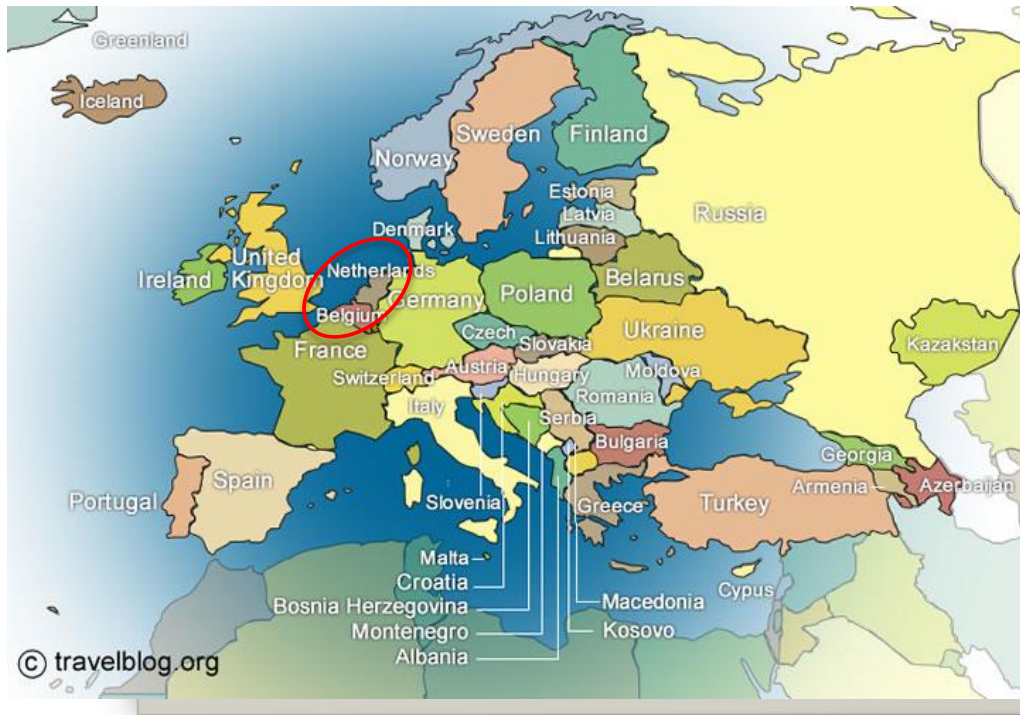 Greenland
Iceland
Sweden
Finland
Norway
Estonia
Latvia
Lithuania
Russia
Denmark
United
Kingdom
Ireland
Netherlands
Belgium
Germany
Poland
Belarus
Ukraine
Kazakstan
Czech
Slovakia
France
Austria
Switzerland
Hungary
Moldova
Romania
Italy
Serbia
Bulgaria
Georgia
Armenia
Azerbaijan
Portugal
Spain
Slovenia
Greece
Turkey
Malta
Croatia
Bosnia Herzegovina
Montenegro
Albania
Macedonia
Kosovo
Cypus
© travelblog.org